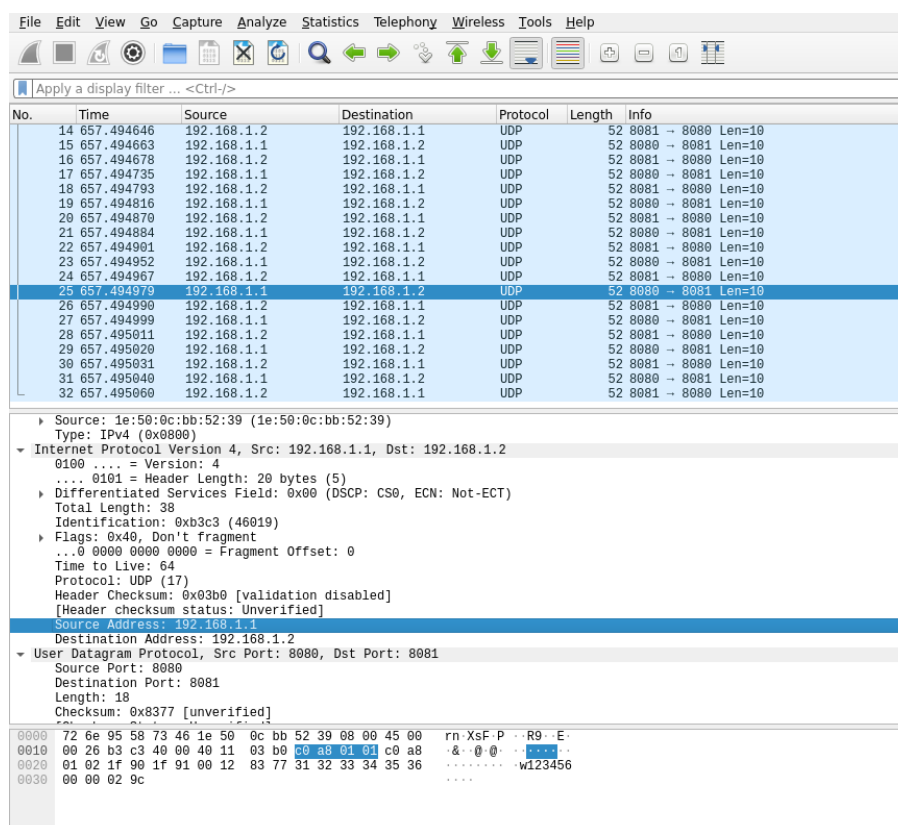 File Edit View Go Capture Analyze Statistics Telephony Wireless Tools Help
Apply a display filter … <Ctrl-/>
No. Time Source Destination Protocol Length Info
14 657.494646 192.168.1.2 192.168.1.1 UDP 52 8081 → 8080 Len=10
15 657.494663 192.168.1.1 192.168.1.2 UDP 52 8080 → 8081 Len=10
16 657.494678 192.168.1.2 192.168.1.1 UDP 52 8081 → 8080 Len=10
17 657.494735 192.168.1.1 192.168.1.2 UDP 52 8080 → 8081 Len=10
18 657.494793 192.168.1.2 192.168.1.1 UDP 52 8081 → 8080 Len=10
19 657.494816 192.168.1.1 192.168.1.2 UDP 52 8080 → 8081 Len=10
20 657.494870 192.168.1.2 192.168.1.1 UDP 52 8081 → 8080 Len=10
21 657.494884 192.168.1.1 192.168.1.2 UDP 52 8080 → 8081 Len=10
22 657.494901 192.168.1.2 192.168.1.1 UDP 52 8081 → 8080 Len=10
23 657.494952 192.168.1.1 192.168.1.2 UDP 52 8080 → 8081 Len=10
24 657.494967 192.168.1.2 192.168.1.1 UDP 52 8081 → 8080 Len=10
25 657.494979 192.168.1.1 192.168.1.2 UDP 52 8080 → 8081 Len=10
26 657.494990 192.168.1.2 192.168.1.1 UDP 52 8081 → 8080 Len=10
27 657.494999 192.168.1.1 192.168.1.2 UDP 52 8080 → 8081 Len=10
28 657.495011 192.168.1.2 192.168.1.1 UDP 52 8081 → 8080 Len=10
29 657.495020 192.168.1.1 192.168.1.2 UDP 52 8080 → 8081 Len=10
30 657.495031 192.168.1.2 192.168.1.1 UDP 52 8081 → 8080 Len=10
31 657.495040 192.168.1.1 192.168.1.2 UDP 52 8080 → 8081 Len=10
32 657.495060 192.168.1.2 192.168.1.1 UDP 52 8081 → 8080 Len=10
Source: 1e:50:0c:bb:52:39 (1e:50:0c:bb:52:39)
Type: IPv4 (0x0800)
Internet Protocol Version 4, Src: 192.168.1.1, Dst: 192.168.1.2
0100 .... = Version: 4
.... 0101 = Header Length: 20 bytes (5)
Differentiated Services Field: 0x00 (DSCP: CS0, ECN: Not-ECT)
Total Length: 38
Identification: 0xb3c3 (46019)
Flags: 0x40, Don't fragment
...0 0000 0000 0000 = Fragment Offset: 0
Time to Live: 64
Protocol: UDP (17)
Header Checksum: 0x03b0 [validation disabled]
[Header checksum status: Unverified]
Source Address: 192.168.1.1
Destination Address: 192.168.1.2
User Datagram Protocol, Src Port: 8080, Dst Port: 8081
Source Port: 8080
Destination Port: 8081
Length: 18
Checksum: 0x8377 [unverified]
0000 72 6e 95 58 73 46 1e 50 0c bb 52 39 08 00 45 00 rn·XsF·P ··R9··E·
0010 00 26 b3 c3 40 00 40 11 03 b0 c0 a8 01 01 c0 a8 ·&··@·@· ········
0020 01 02 1f 90 1f 91 00 12 83 77 31 32 33 34 35 36 ········ ·w123456
0030 00 00 02 9c ····